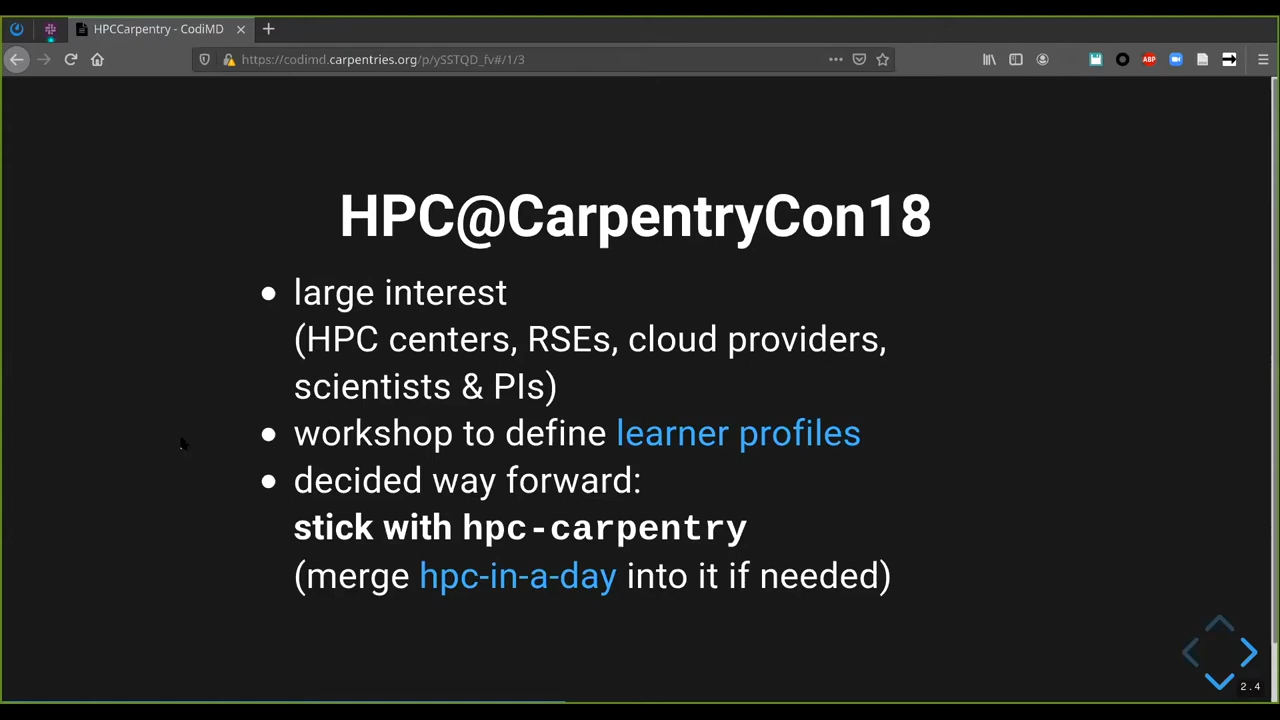 HPCCarpentry - CodiMD
https://codimd.carpentries.org/p/ySSTQD_fv#/1/3
ABP
HPC@CarpentryCon18
large interest
(HPC centers, RSEs, cloud providers,
scientists & PIs)
workshop to define learner profiles
decided way forward:
stick with hpc-carpentry
(merge hpc-in-a-day into it if needed)
2.4